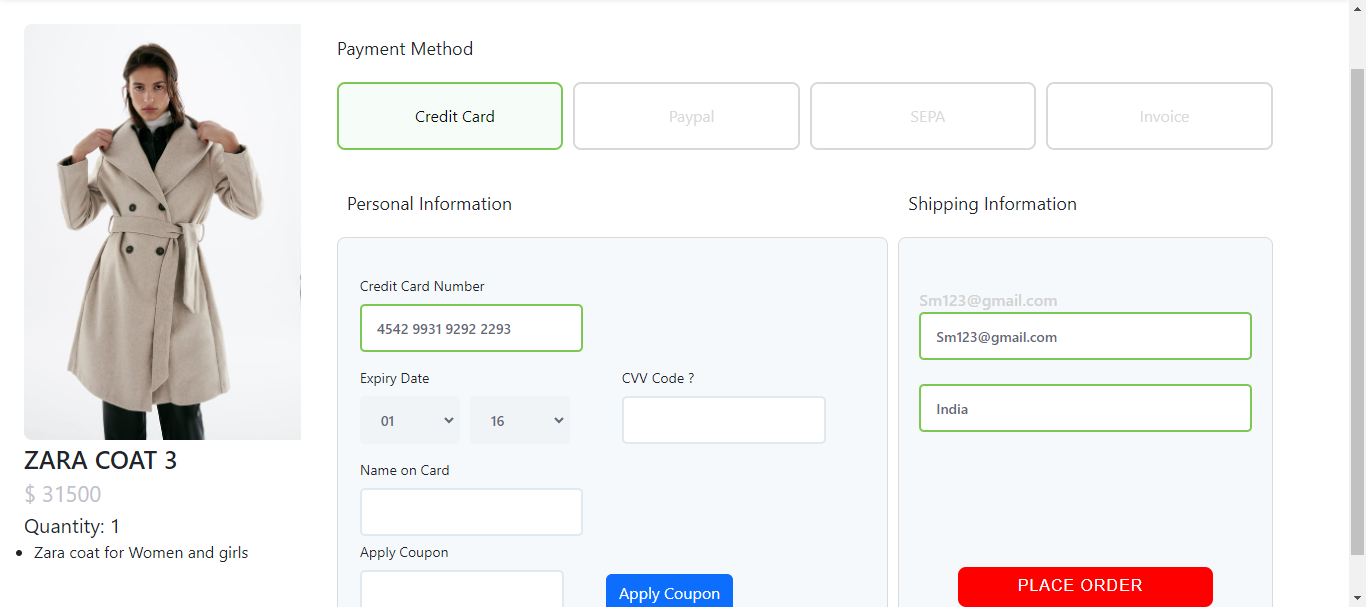 Payment Method
Credit Card
Paypal
SEPA
Invoice
Personal Information
Shipping Information
Credit Card Number
4542 9931 9292 2293
Expiry Date
CVV Code ?
01
16
Name on Card
Apply Coupon
Apply Coupon
Sm123@gmail.com
Sm123@gmail.com
India
PLACE ORDER
ZARA COAT 3
$ 31500
Quantity: 1
Zara coat for Women and girls